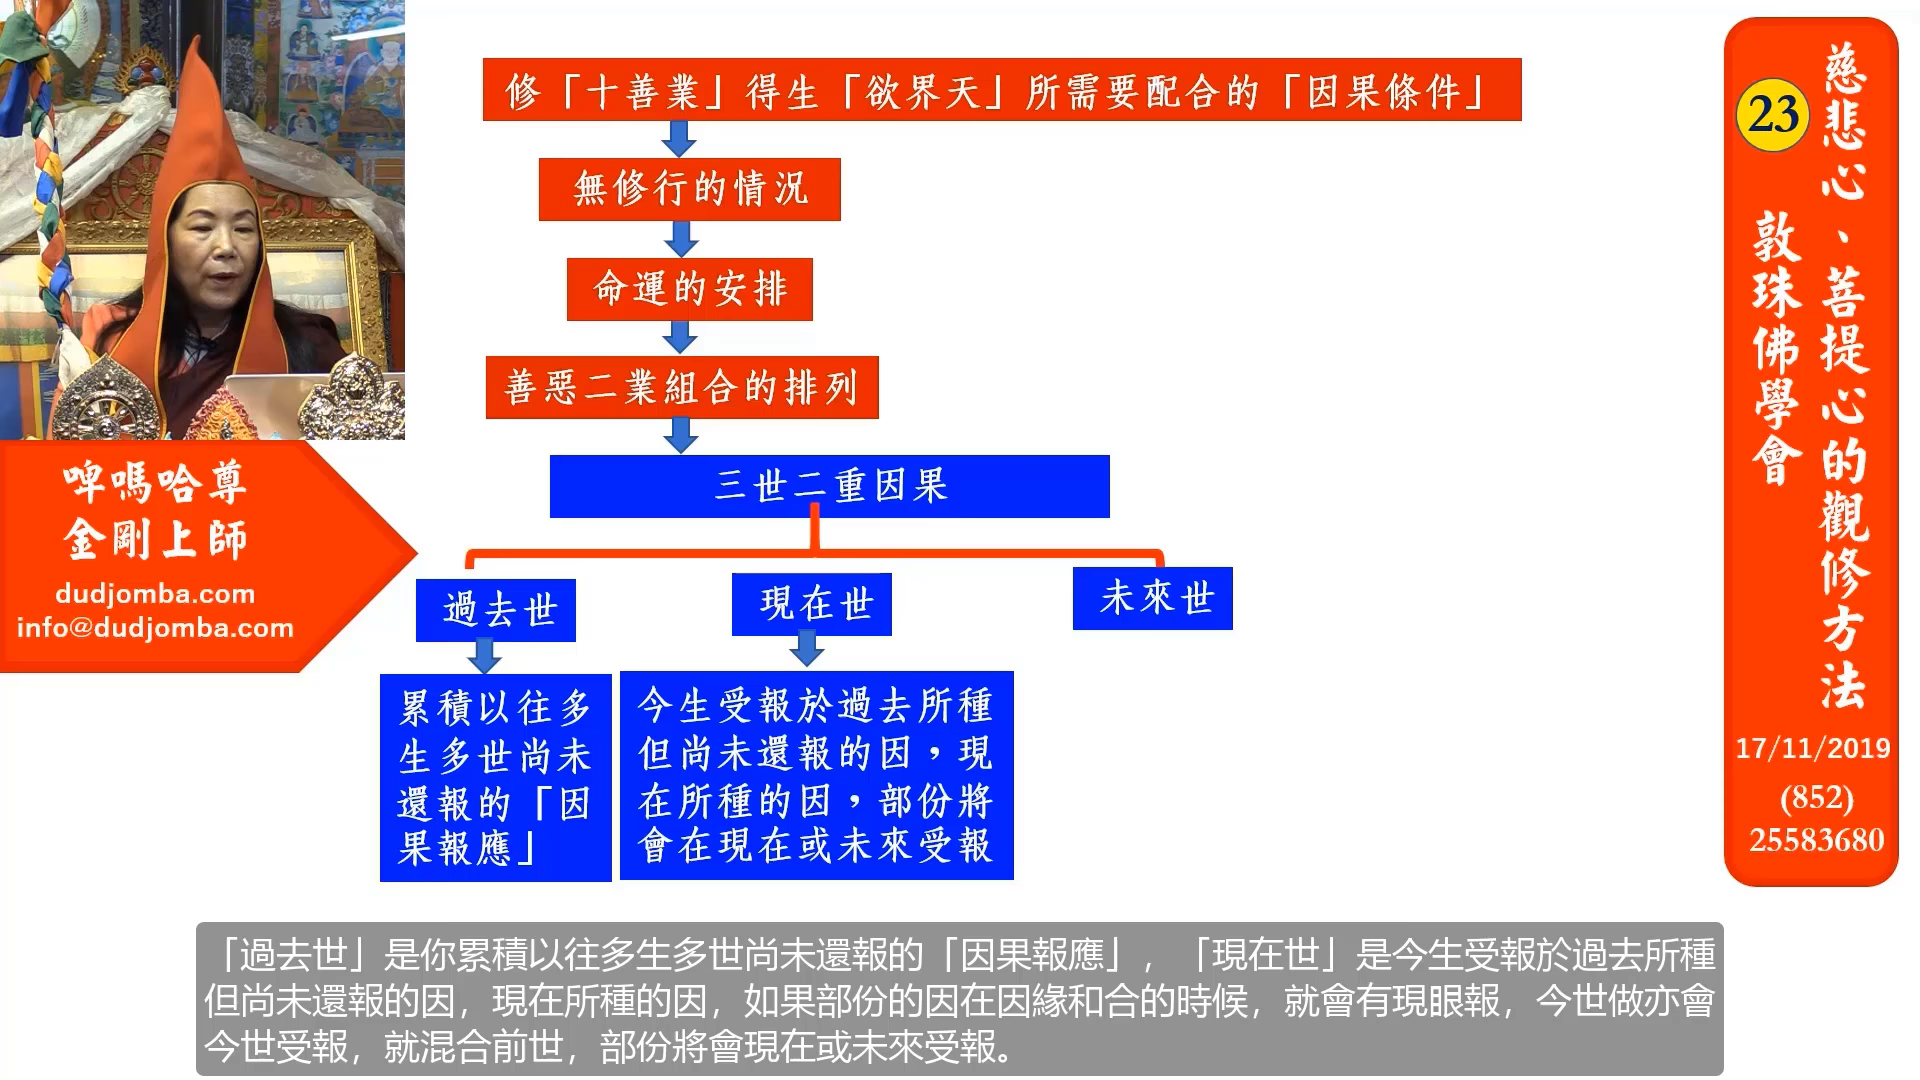 修「十善業」得生「欲界天」所需要配合的「因果條件」
無修行的情況
命運的安排
善惡二業組合的排列
三世二重因果
過去世
現在世
未來世
累積以往多
生多世尚未
還報的「因
果報應」
今生受報於過去所種
但尚未還報的因，現
在所種的因，部份將
會在現在或未來受報
啤嗎哈尊
金剛上師
dudjomba.com
info@dudjomba.com
慈悲心、菩提心的觀修方法
23
敦珠佛學會
17/11/2019
(852)
25583680
「過去世」是你累積以往多生多世尚未還報的「因果報應」，「現在世」是今生受報於過去所種
但尚未還報的因，現在所種的因，如果部份的因在因緣和合的時候，就會有現眼報，今世做亦會
今世受報，就混合前世，部份將會現在或未來受報。